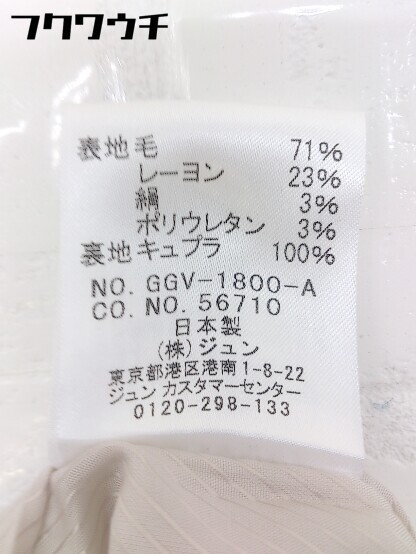 フクワウチ
表地 毛 71%
レーヨン 23%
絹 3%
ポリウレタン 3%
裏地 キュプラ 100%
NO. GGV-1800-A
CO. NO. 56710
日本製
(株)ジュン
東京都港区港南1-8-22
ジュン カスタマーセンター
0120-298-133